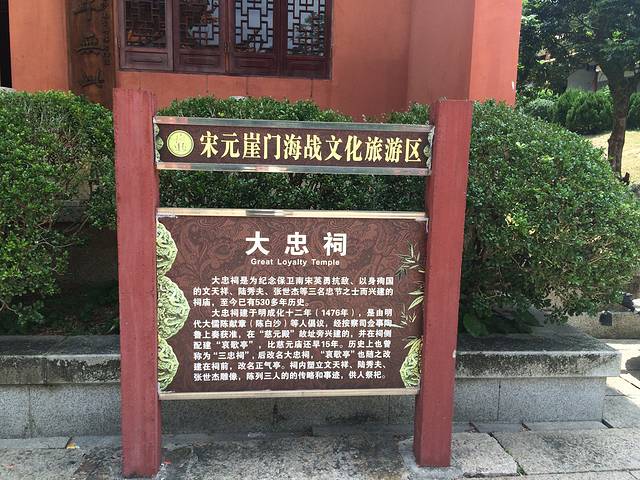 宋元崖门海战文化旅游区
大忠祠
Great Loyalty Temple
大忠祠是为纪念保卫南宋英勇抗敌、以身殉国
的文天祥、陆秀夫、张世杰等三名忠节之士而兴建的
祠庙，至今已有530多年历史。
大忠祠建于明成化十二年（1476年），是由明
代大儒陈献章（陈白沙）等人倡议，经按察司佥事陶
鲁上奏获准，在“慈元殿”故址旁兴建的，并在祠侧
配建“哀歌亭”，比慈元庙还早15年。历史上也曾
称为“三忠祠”，后改名大忠祠，“哀歌亭”也随之改
建在祠前，改名正气亭。祠内塑立文天祥、陆秀夫、
张世杰雕像，陈列三人的的传略和事迹，供人祭祀。